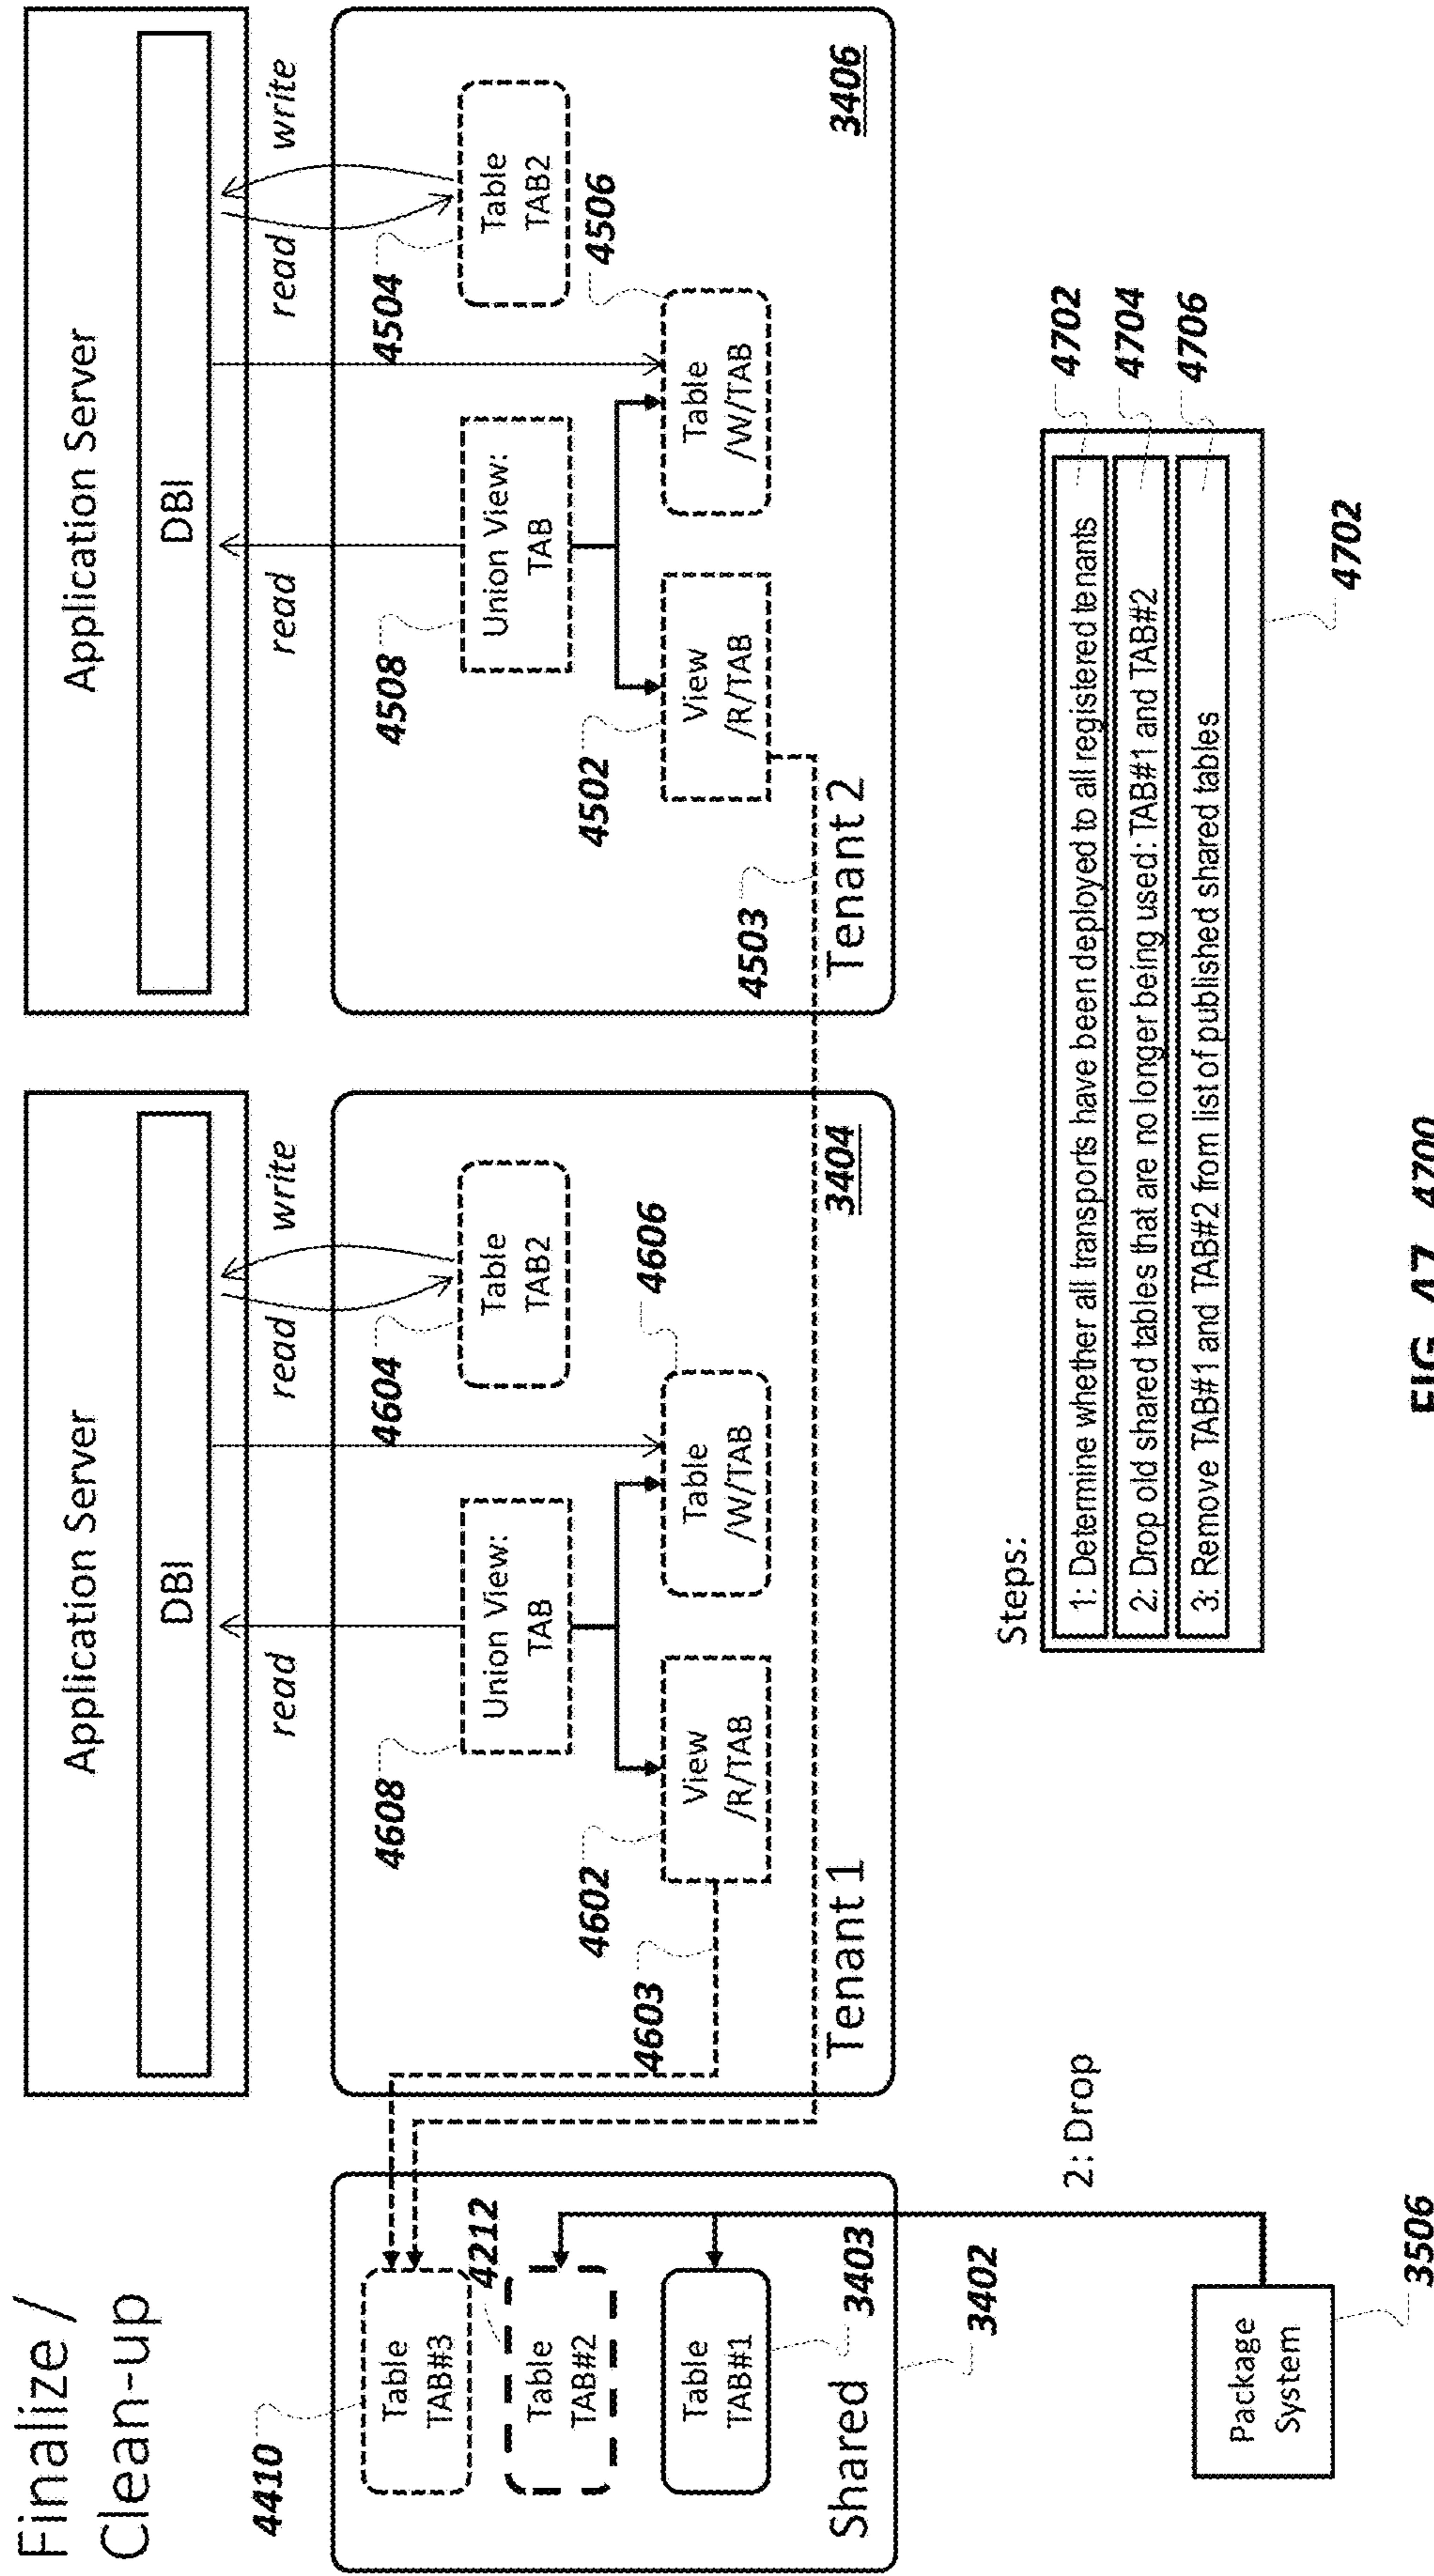 Finalize /
Clean-up
Application Server
DBI
read
read
write
Application Server
DBI
read
read
write
4410
Table
TAB#3
4212
Table
TAB#2
Table
TAB#1
3403
Shared
3402
4608
Union View:
TAB
4604
Table
TAB2
4602
View
/R/TAB
4603
Table
/W/TAB
4606
Tenant 1
3404
4508
Union View:
TAB
4504
Table
TAB2
4502
View
/R/TAB
4503
Table
/W/TAB
4506
Tenant 2
3406
2: Drop
Package
System
3506
Steps:
1: Determine whether all transports have been deployed to all registered tenants
4702
2: Drop old shared tables that are no longer being used: TAB#1 and TAB#2
4704
3: Remove TAB#1 and TAB#2 from list of published shared tables
4706
4702
FIG. 47 4700